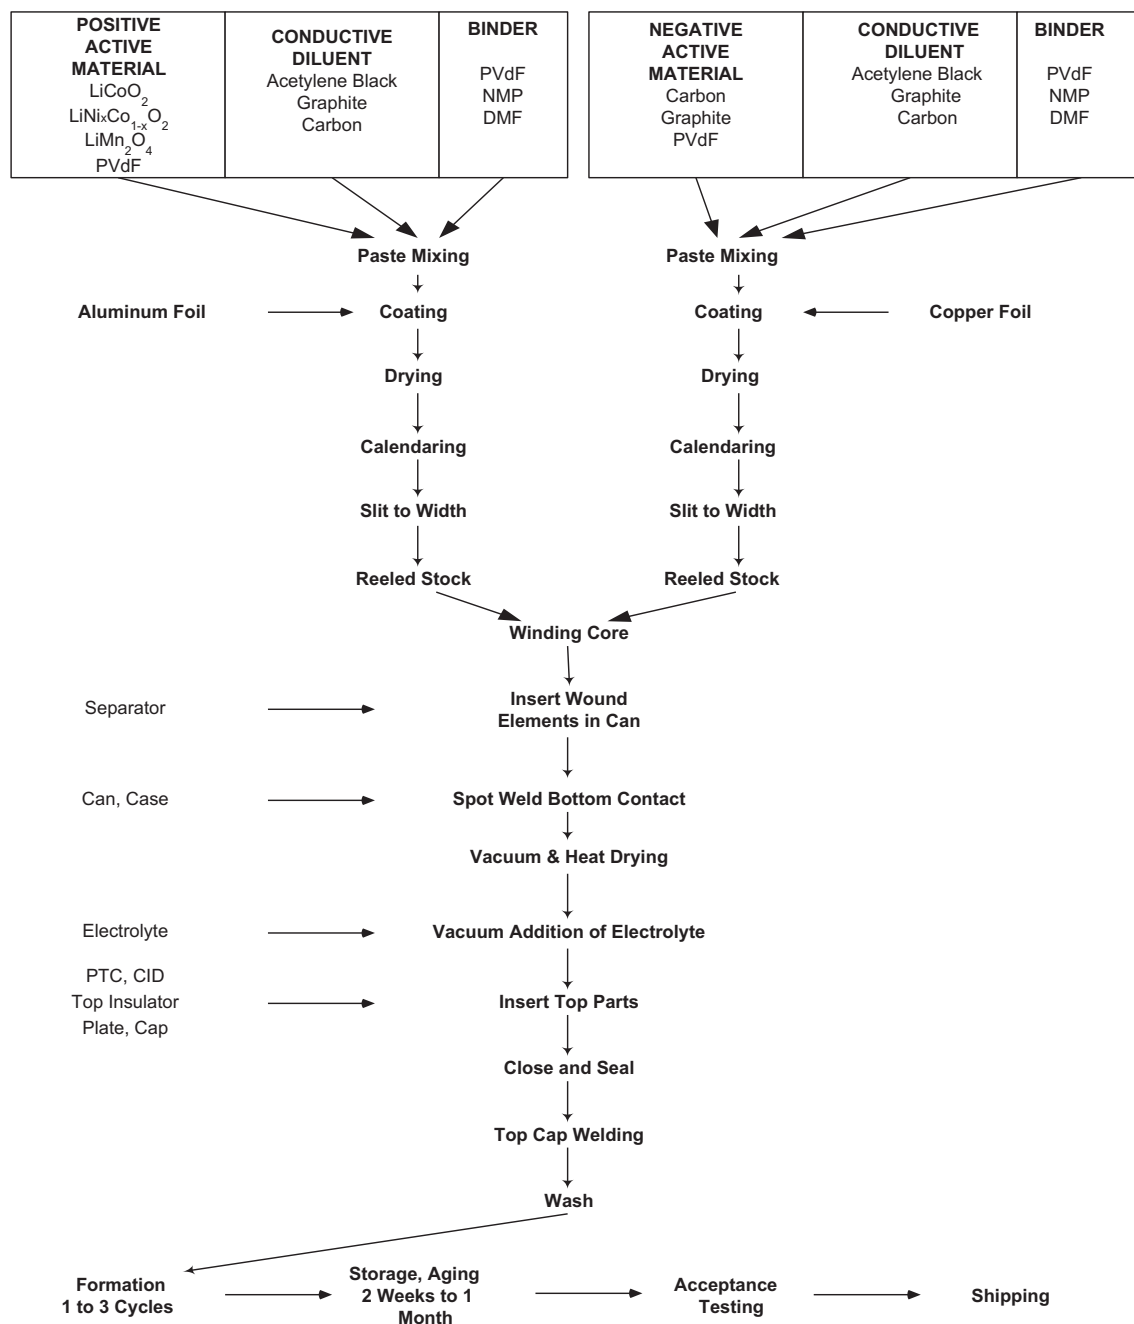 POSITIVE
ACTIVE
MATERIAL
LiCoO₂
LiNixCo₁₋ₓO₂
LiMn₂O₄
PVdF
CONDUCTIVE
DILUENT
Acetylene Black
Graphite
Carbon
BINDER
PVdF
NMP
DMF
NEGATIVE
ACTIVE
MATERIAL
Carbon
Graphite
PVdF
CONDUCTIVE
DILUENT
Acetylene Black
Graphite
Carbon
BINDER
PVdF
NMP
DMF
Paste Mixing
Paste Mixing
Aluminum Foil
Coating
Coating
Copper Foil
Drying
Drying
Calendaring
Calendaring
Slit to Width
Slit to Width
Reeled Stock
Reeled Stock
Winding Core
Separator
Insert Wound
Elements in Can
Can, Case
Spot Weld Bottom Contact
Vacuum & Heat Drying
Electrolyte
Vacuum Addition of Electrolyte
PTC, CID
Top Insulator
Plate, Cap
Insert Top Parts
Close and Seal
Top Cap Welding
Wash
Formation
1 to 3 Cycles
Storage, Aging
2 Weeks to 1
Month
Acceptance
Testing
Shipping